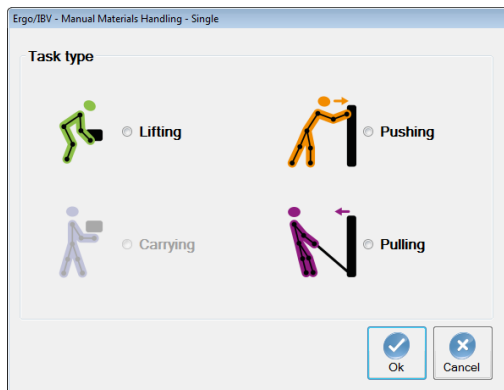 Ergo/IBV - Manual Materials Handling - Single
Task type
Lifting
Pushing
Carrying
Pulling
Ok
Cancel